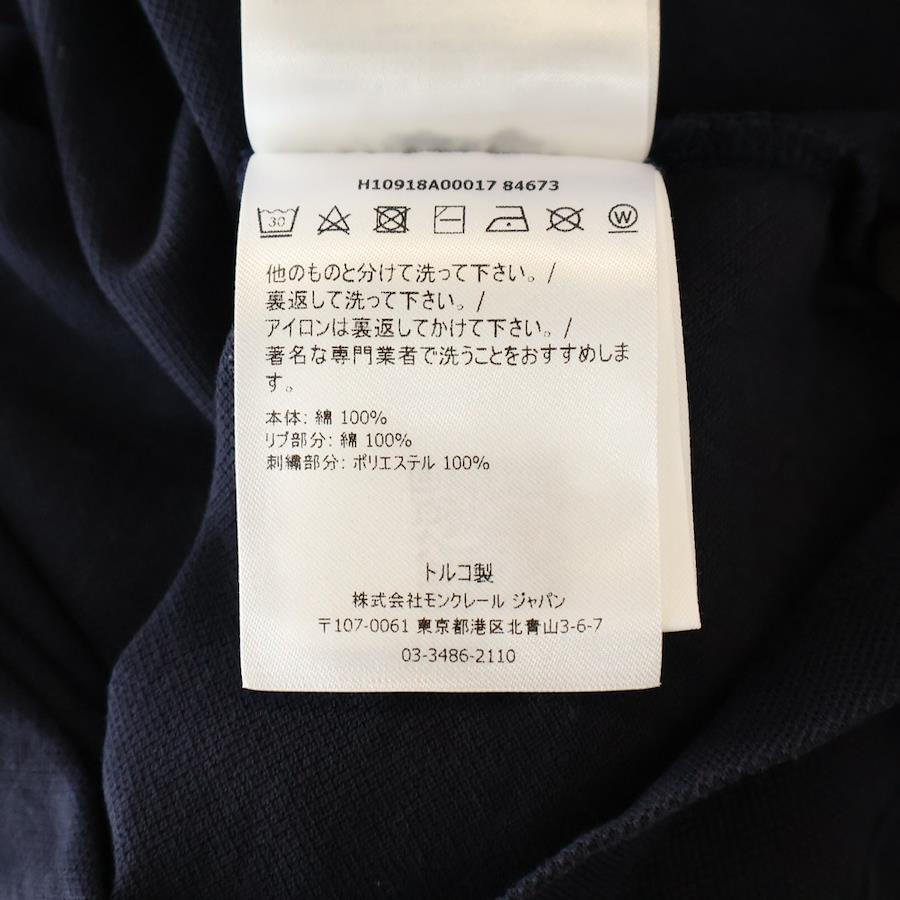 H10918A00017 84673
30
W
他のものと分けて洗って下さい。/
裏返して洗って下さい。/
アイロンは裏返してかけて下さい。/
著名な専門業者で洗うことをおすすめしま
す。
本体: 綿 100%
リブ部分: 綿 100%
刺繍部分: ポリエステル 100%
トルコ製
株式会社モンクレール ジャパン
〒107-0061 東京都港区北青山3-6-7
03-3486-2110